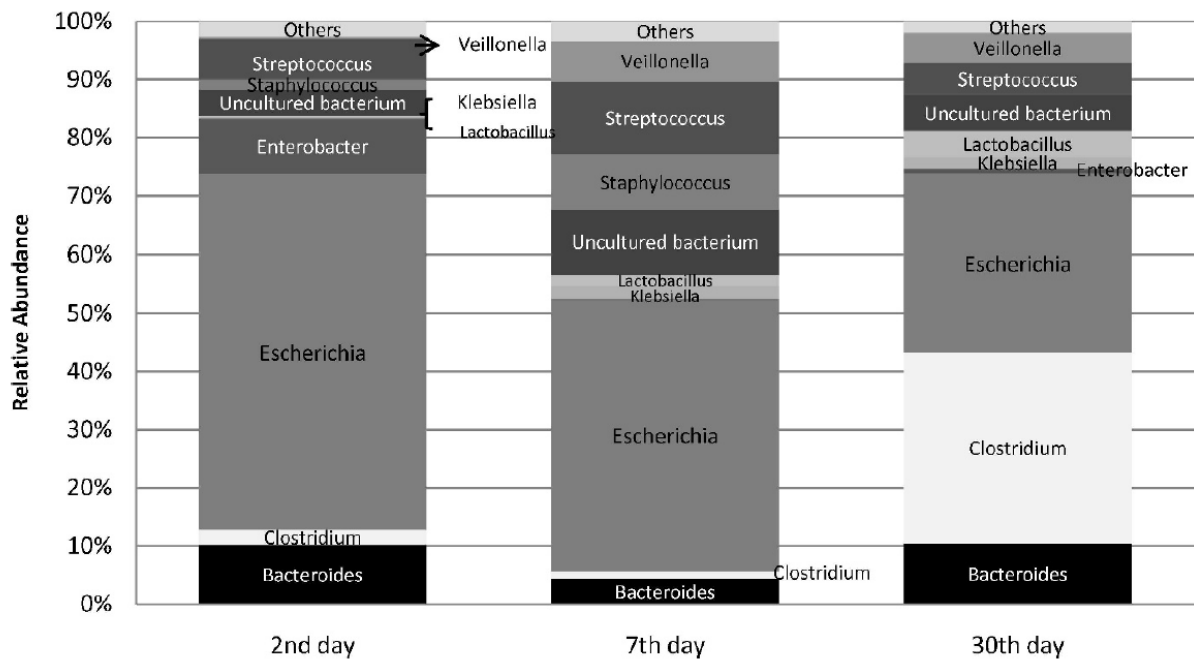 100%
90%
80%
70%
60%
50%
40%
30%
20%
10%
0%
Relative Abundance
Others
Veillonella
Streptococcus
Staphylococcus
Uncultured bacterium
Klebsiella
Lactobacillus
Enterobacter
Escherichia
Clostridium
Bacteroides
Others
Veillonella
Streptococcus
Staphylococcus
Uncultured bacterium
Lactobacillus
Klebsiella
Escherichia
Clostridium
Bacteroides
Others
Veillonella
Streptococcus
Uncultured bacterium
Lactobacillus
Klebsiella
Enterobacter
Escherichia
Clostridium
Bacteroides
2nd day
7th day
30th day